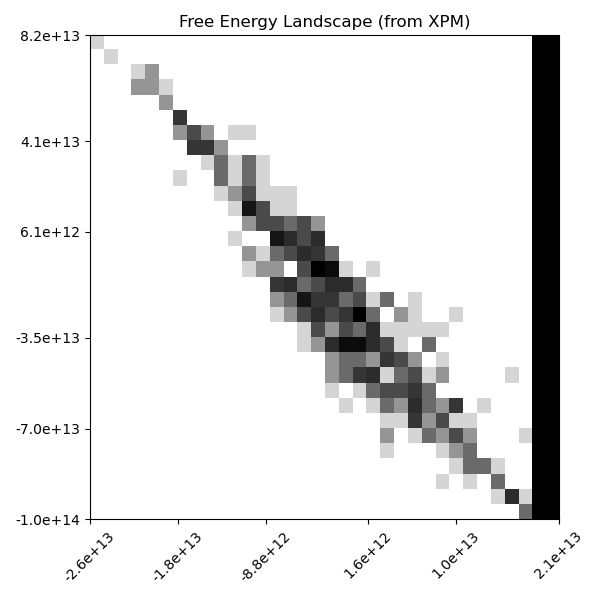 Free Energy Landscape (from XPM)
8.2e+13
4.1e+13
6.1e+12
-3.5e+13
-7.0e+13
-1.0e+14
-2.6e+13
-1.8e+13
-8.8e+12
1.6e+12
1.0e+13
2.1e+13